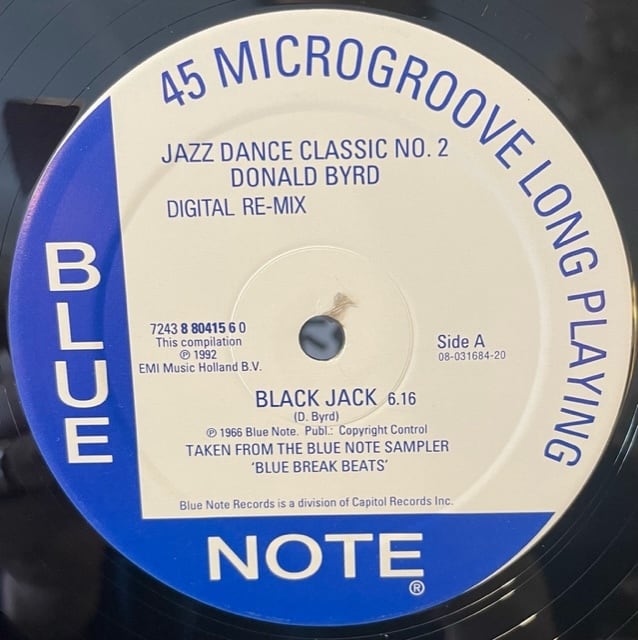 45 MICROGROOVE LONG PLAYING
JAZZ DANCE CLASSIC NO. 2
DONALD BYRD
DIGITAL RE-MIX
BLUE
7243 8 80415 6 0
This compilation
℗ 1992
EMI Music Holland B.V.
Side A
08-031684-20
BLACK JACK 6.16
(D. Byrd)
℗ 1966 Blue Note. Publ.: Copyright Control
TAKEN FROM THE BLUE NOTE SAMPLER
'BLUE BREAK BEATS'
Blue Note Records is a division of Capitol Records Inc.
NOTE ®